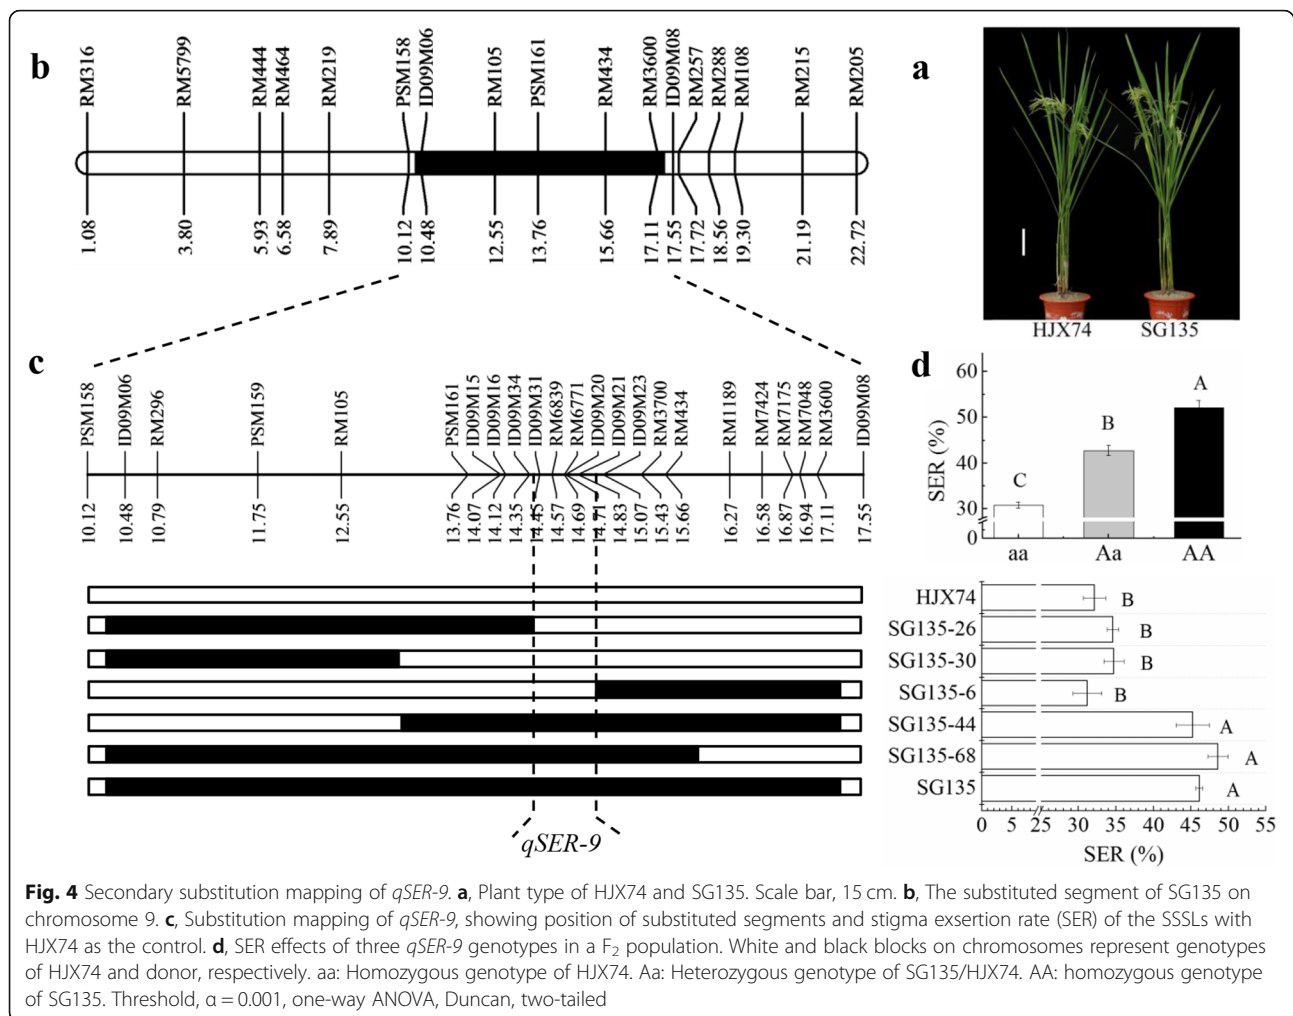 b
RM316
RM5799
RM444
RM464
RM219
PSM158
ID09M06
RM105
PSM161
RM434
RM3600
ID09M08
RM257
RM288
RM108
RM215
RM205
1.08
3.80
5.93
6.58
7.89
10.12
10.48
12.55
13.76
15.66
17.11
17.55
17.72
18.56
19.30
21.19
22.72
a
HJX74 SG135
c
PSM158
ID09M06
RM296
PSM159
RM105
PSM161
ID09M15
ID09M16
ID09M34
ID09M31
RM6839
RM6771
ID09M20
ID09M21
ID09M23
RM3700
RM434
RM1189
RM7424
RM7175
RM7048
RM3600
ID09M08
10.12
10.48
10.79
11.75
12.55
13.76
14.07
14.12
14.35
14.45
14.57
14.69
14.71
14.83
15.07
15.43
15.66
16.27
16.58
16.87
16.94
17.11
17.55
qSER-9
d
SER (%)
60
50
40
30
0
C
B
A
aa Aa AA
HJX74 B
SG135-26 B
SG135-30 B
SG135-6 B
SG135-44 A
SG135-68 A
SG135 A
0 5 25 30 35 40 45 50 55
SER (%)
Fig. 4 Secondary substitution mapping of qSER-9. a, Plant type of HJX74 and SG135. Scale bar, 15 cm. b, The substituted segment of SG135 on
chromosome 9. c, Substitution mapping of qSER-9, showing position of substituted segments and stigma exsertion rate (SER) of the SSSLs with
HJX74 as the control. d, SER effects of three qSER-9 genotypes in a F2 population. White and black blocks on chromosomes represent genotypes
of HJX74 and donor, respectively. aa: Homozygous genotype of HJX74. Aa: Heterozygous genotype of SG135/HJX74. AA: homozygous genotype
of SG135. Threshold, α = 0.001, one-way ANOVA, Duncan, two-tailed